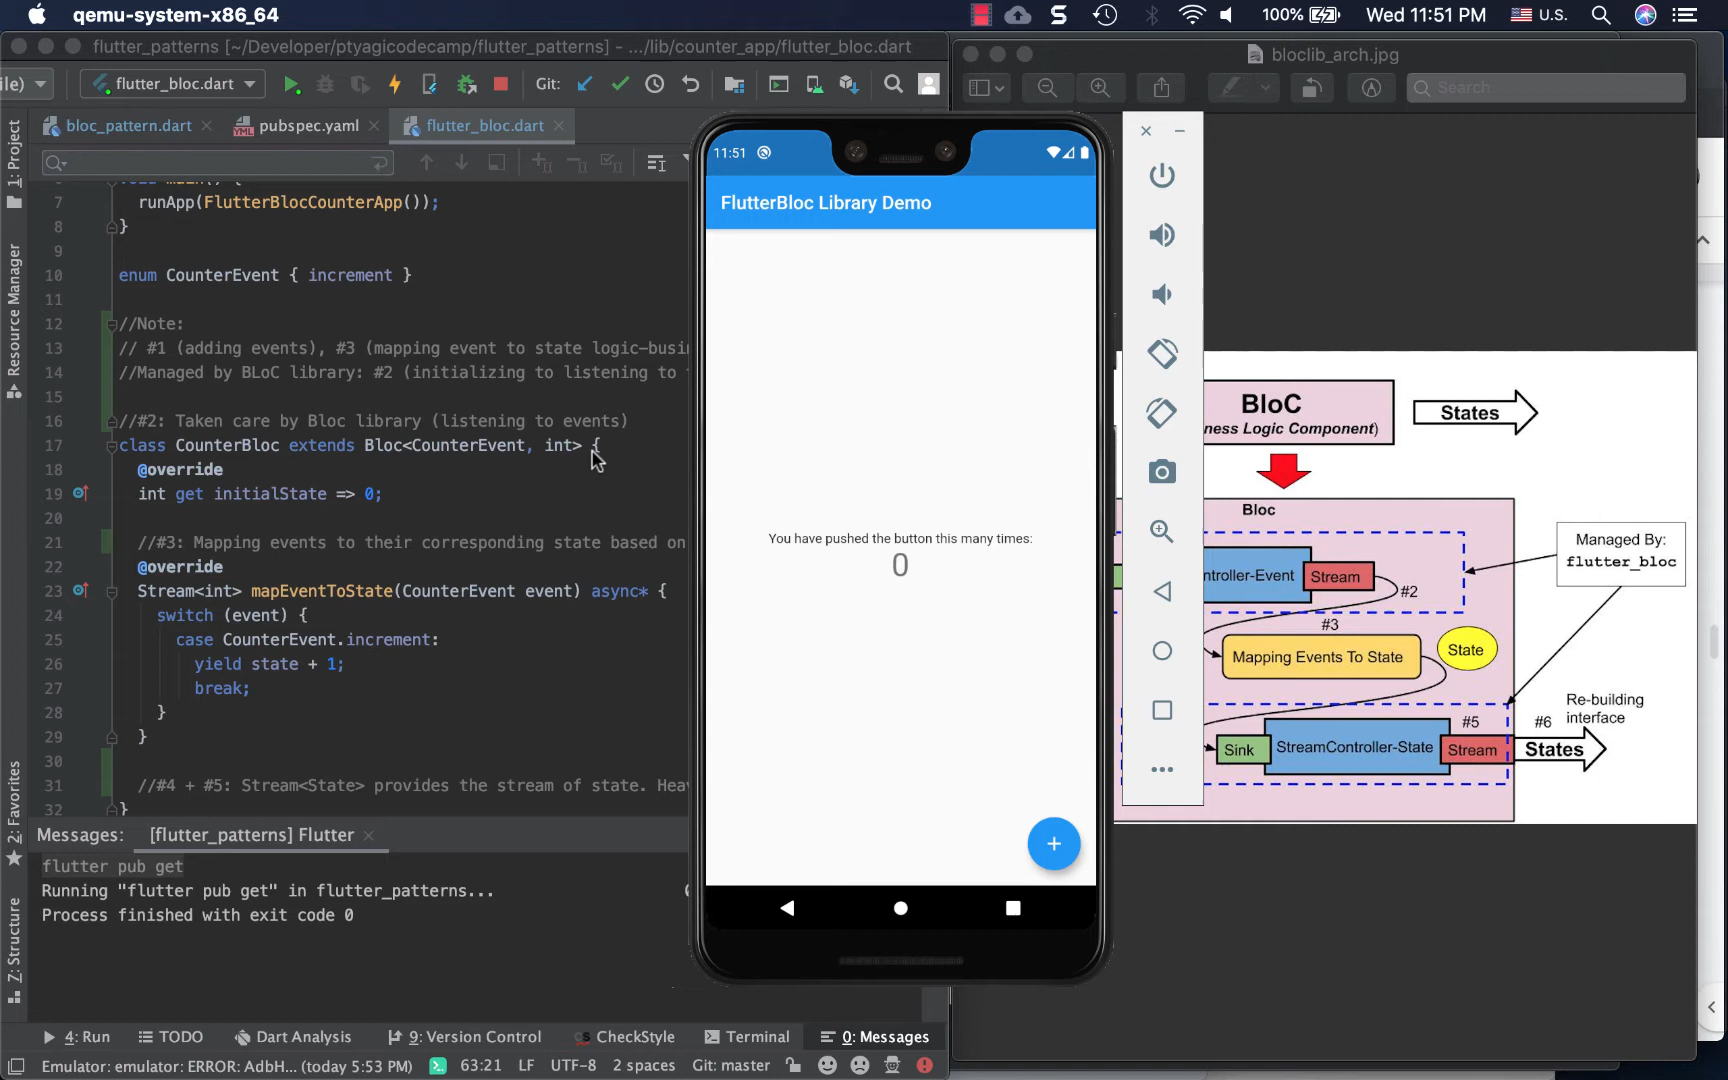 qemu-system-x86_64
100%
Wed 11:51 PM
U.S.
flutter_patterns [~/Developer/ptyagicodecamp/flutter_patterns] - .../lib/counter_app/flutter_bloc.dart
ile)
flutter_bloc.dart
Git:
bloc_pattern.dart
pubspec.yaml
flutter_bloc.dart
1: Project
Resource Manager
2: Favorites
Z: Structure
7 runApp(FlutterBlocCounterApp());
8 }
9
10 enum CounterEvent { increment }
11
12 //Note:
13 // #1 (adding events), #3 (mapping event to state logic-busi
14 //Managed by BLoC library: #2 (initializing to listening to
15
16 //#2: Taken care by Bloc library (listening to events)
17 class CounterBloc extends Bloc<CounterEvent, int> {
18 @override
19 int get initialState => 0;
20
21 //#3: Mapping events to their corresponding state based on
22 @override
23 Stream<int> mapEventToState(CounterEvent event) async* {
24 switch (event) {
25 case CounterEvent.increment:
26 yield state + 1;
27 break;
28 }
29 }
30
31 //#4 + #5: Stream<State> provides the stream of state. Hea
32 }
Messages: [flutter_patterns] Flutter
flutter pub get
Running "flutter pub get" in flutter_patterns...
Process finished with exit code 0
4: Run
TODO
Dart Analysis
9: Version Control
CheckStyle
Terminal
0: Messages
Emulator: emulator: ERROR: AdbH... (today 5:53 PM)
63:21
LF
UTF-8
2 spaces
Git: master
11:51
FlutterBloc Library Demo
You have pushed the button this many times:
0
+
bloclib_arch.jpg
Search
BloC
ness Logic Component)
States
Bloc
ntroller-Event
Stream
#2
Managed By:
flutter_bloc
#3
Mapping Events To State
State
Sink
StreamController-State
#5
Stream
#6
Re-building
interface
States